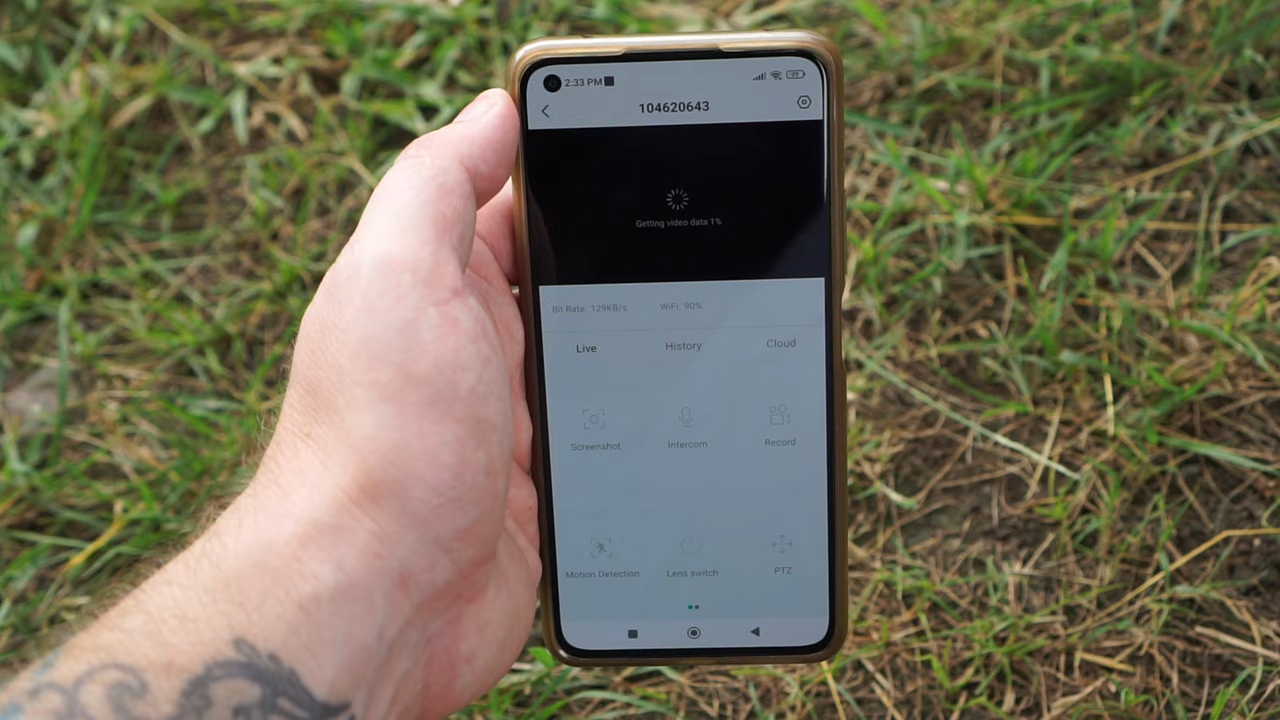 2:33 PM
104620643
Getting video data 1%
Bit Rate: 129KB/s WiFi: 90%
Live History Cloud
Screenshot Intercom Record
Motion Detection Lens switch PTZ